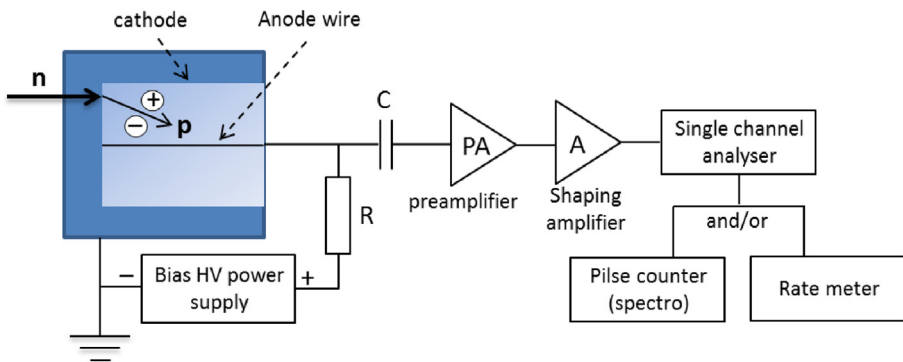 cathode
Anode wire
n
+
−
p
C
PA
preamplifier
A
Shaping
amplifier
Single channel
analyser
and/or
Pilse counter
(spectro)
Rate meter
R
−
Bias HV power
supply
+